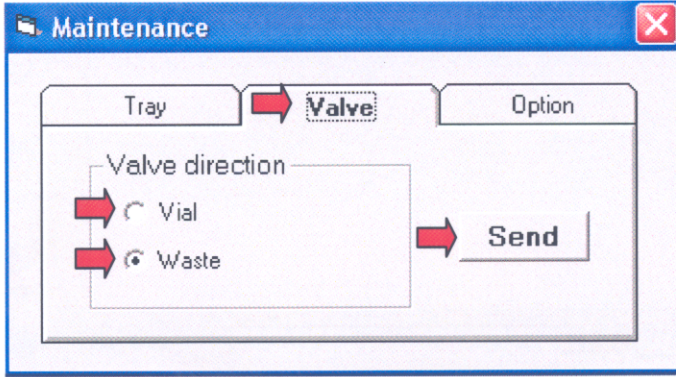 Maintenance
Tray
Valve
Option
Valve direction
Vial
Waste
Send